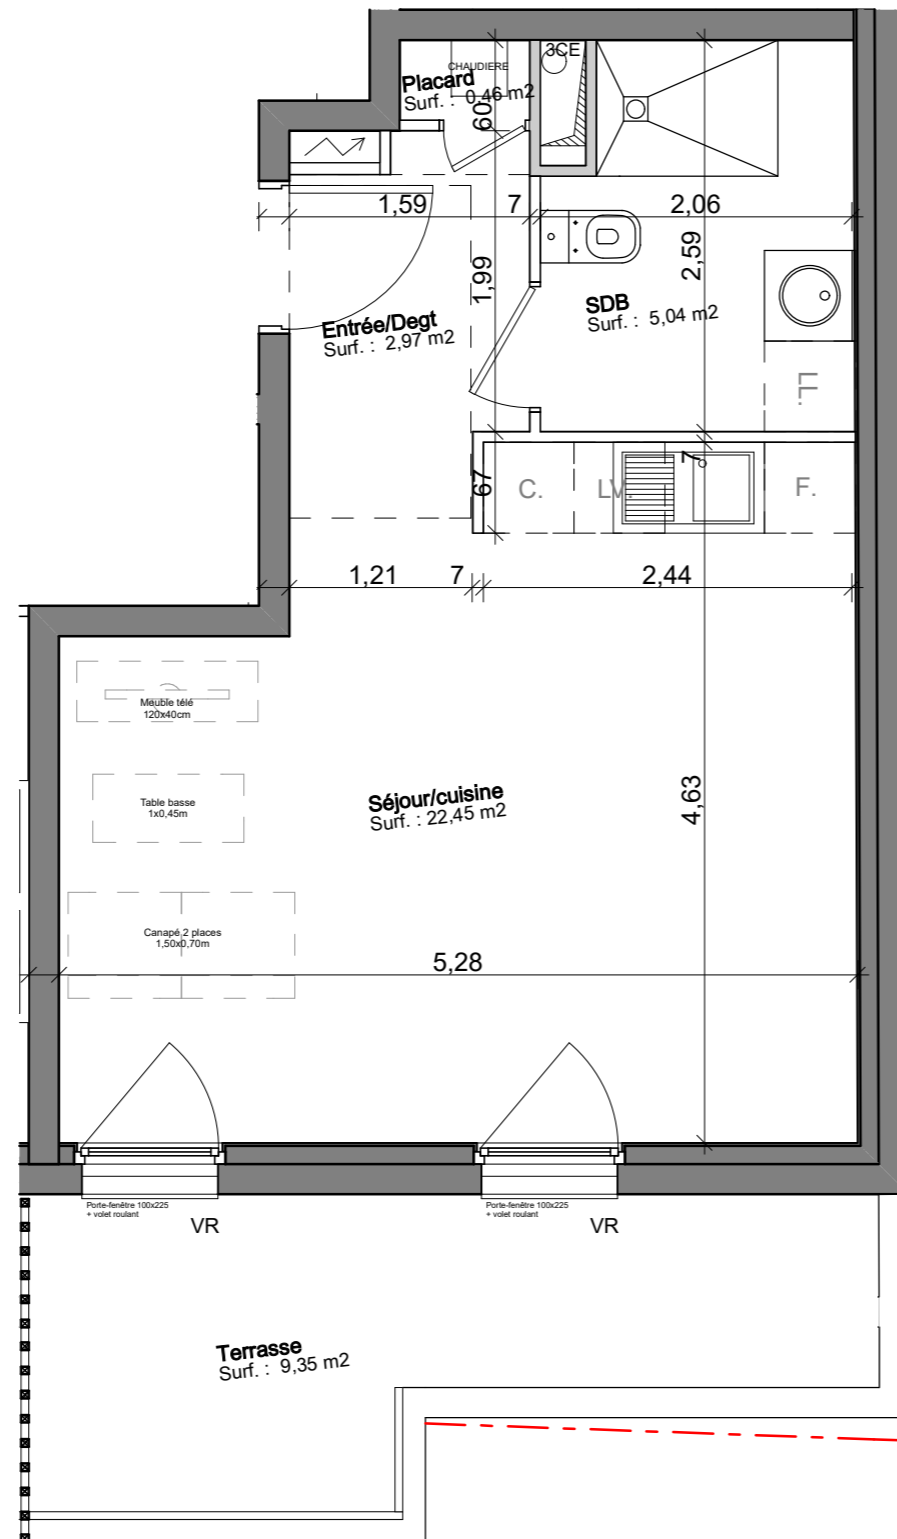 3CE
CHAUDIERE
Placard
Surf. : 0,46 m2
60
1,59
7
2,06
1,99
2,59
SDB
Surf. : 5,04 m2
Entrée/Degt
Surf. : 2,97 m2
LL.
7
67
C.
LV.
F.
1,21
7
2,44
Meuble télé
120x40cm
Table basse
1x0,45m
Séjour/cuisine
Surf. : 22,45 m2
4,63
Canapé 2 places
1,50x0,70m
5,28
Porte-fenêtre 100x225
+ volet roulant
VR
Porte-fenêtre 100x225
+ volet roulant
VR
Terrasse
Surf. : 9,35 m2